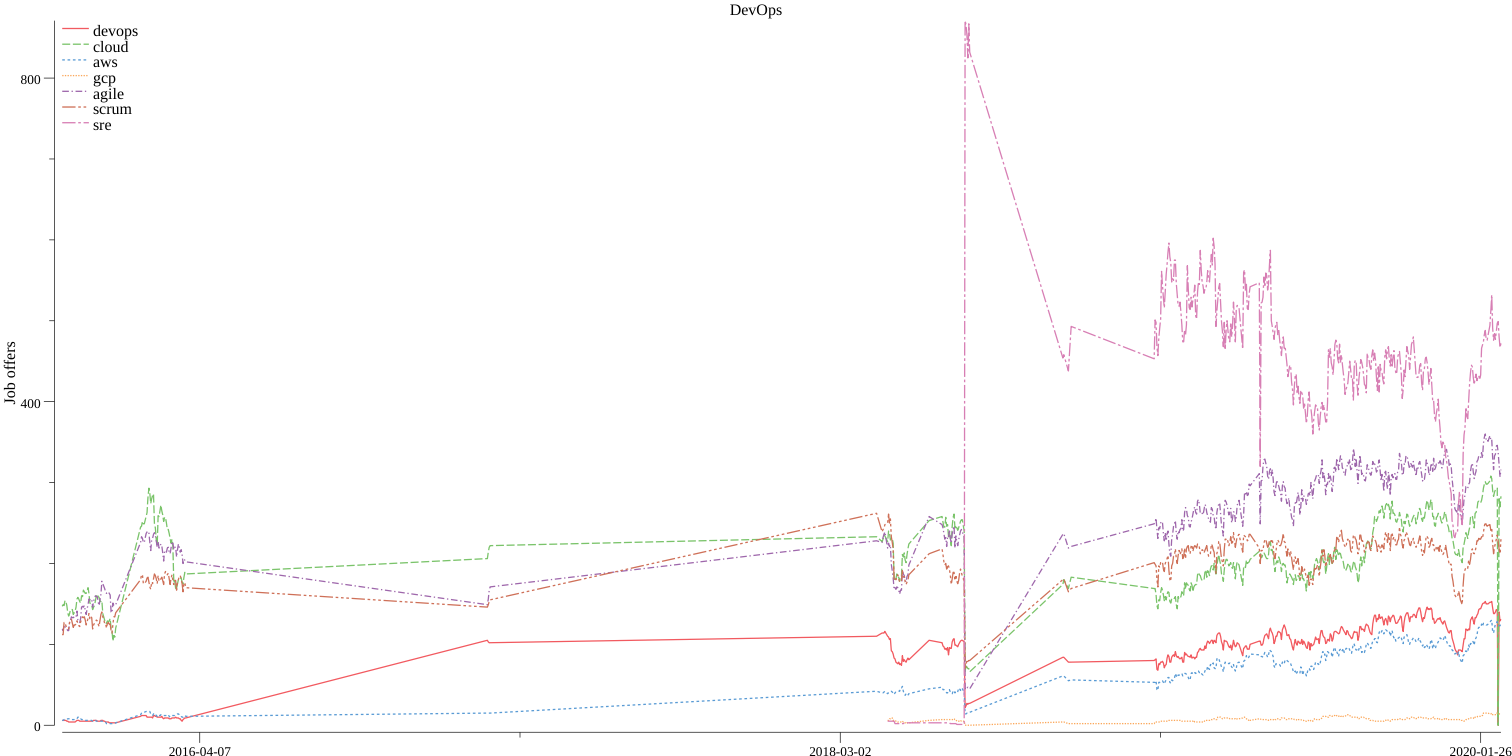 DevOps
devops
cloud
aws
gcp
agile
scrum
sre
800
400
0
Job offers
2016-04-07
2018-03-02
2020-01-26